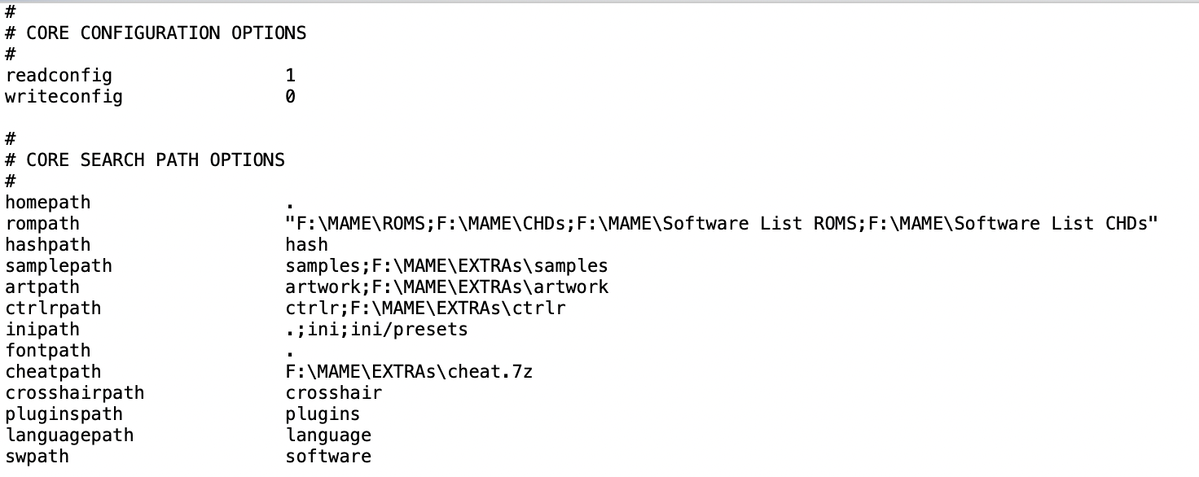 #
# CORE CONFIGURATION OPTIONS
#
readconfig 1
writeconfig 0
#
# CORE SEARCH PATH OPTIONS
#
homepath .
rompath "F:\MAME\ROMS;F:\MAME\CHDs;F:\MAME\Software List ROMS;F:\MAME\Software List CHDs"
hashpath hash
samplepath samples;F:\MAME\EXTRAs\samples
artpath artwork;F:\MAME\EXTRAs\artwork
ctrlrpath ctrlr;F:\MAME\EXTRAs\ctrlr
inipath .;ini;ini/presets
fontpath .
cheatpath F:\MAME\EXTRAs\cheat.7z
crosshairpath crosshair
pluginspath plugins
languagepath language
swpath software